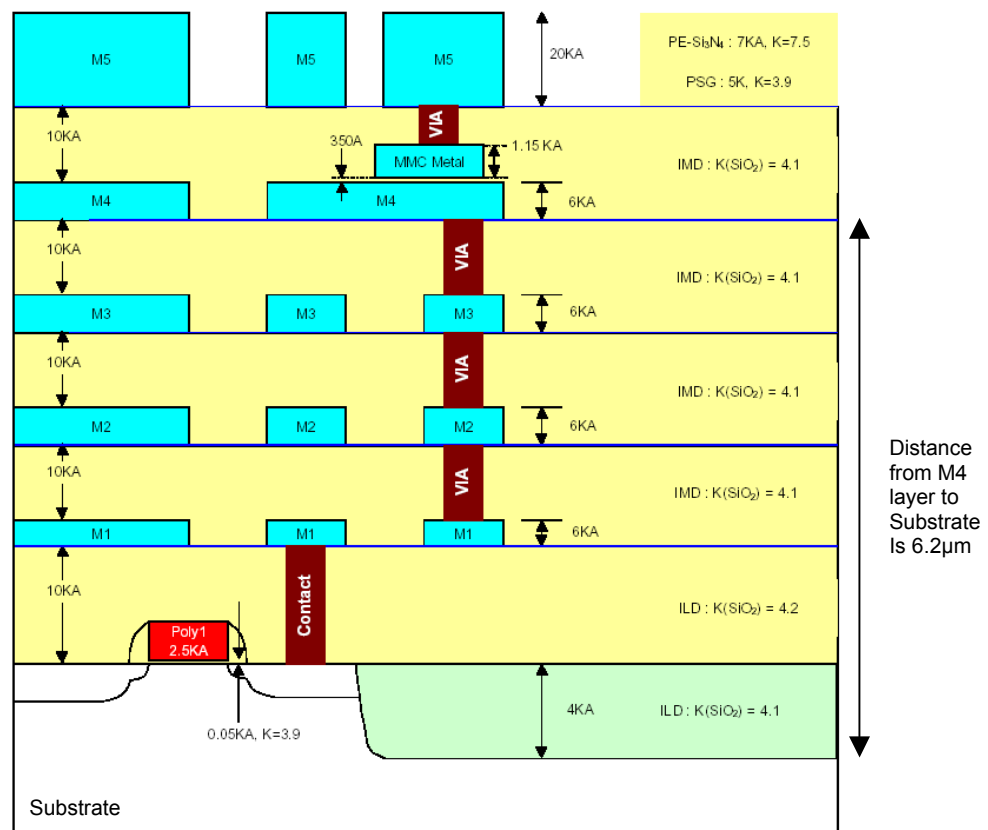 M5
M5
M5
20KA
PE-Si₃N₄ : 7KA, K=7.5
PSG : 5K, K=3.9
10KA
350A
VIA
MMC Metal
1.15 KA
IMD : K(SiO₂) = 4.1
M4
M4
6KA
10KA
VIA
IMD : K(SiO₂) = 4.1
M3
M3
M3
6KA
10KA
VIA
IMD : K(SiO₂) = 4.1
M2
M2
M2
6KA
10KA
VIA
IMD : K(SiO₂) = 4.1
M1
M1
M1
6KA
Distance
from M4
layer to
Substrate
Is 6.2µm
10KA
Poly1
2.5KA
Contact
ILD : K(SiO₂) = 4.2
0.05KA, K=3.9
4KA
ILD : K(SiO₂) = 4.1
Substrate